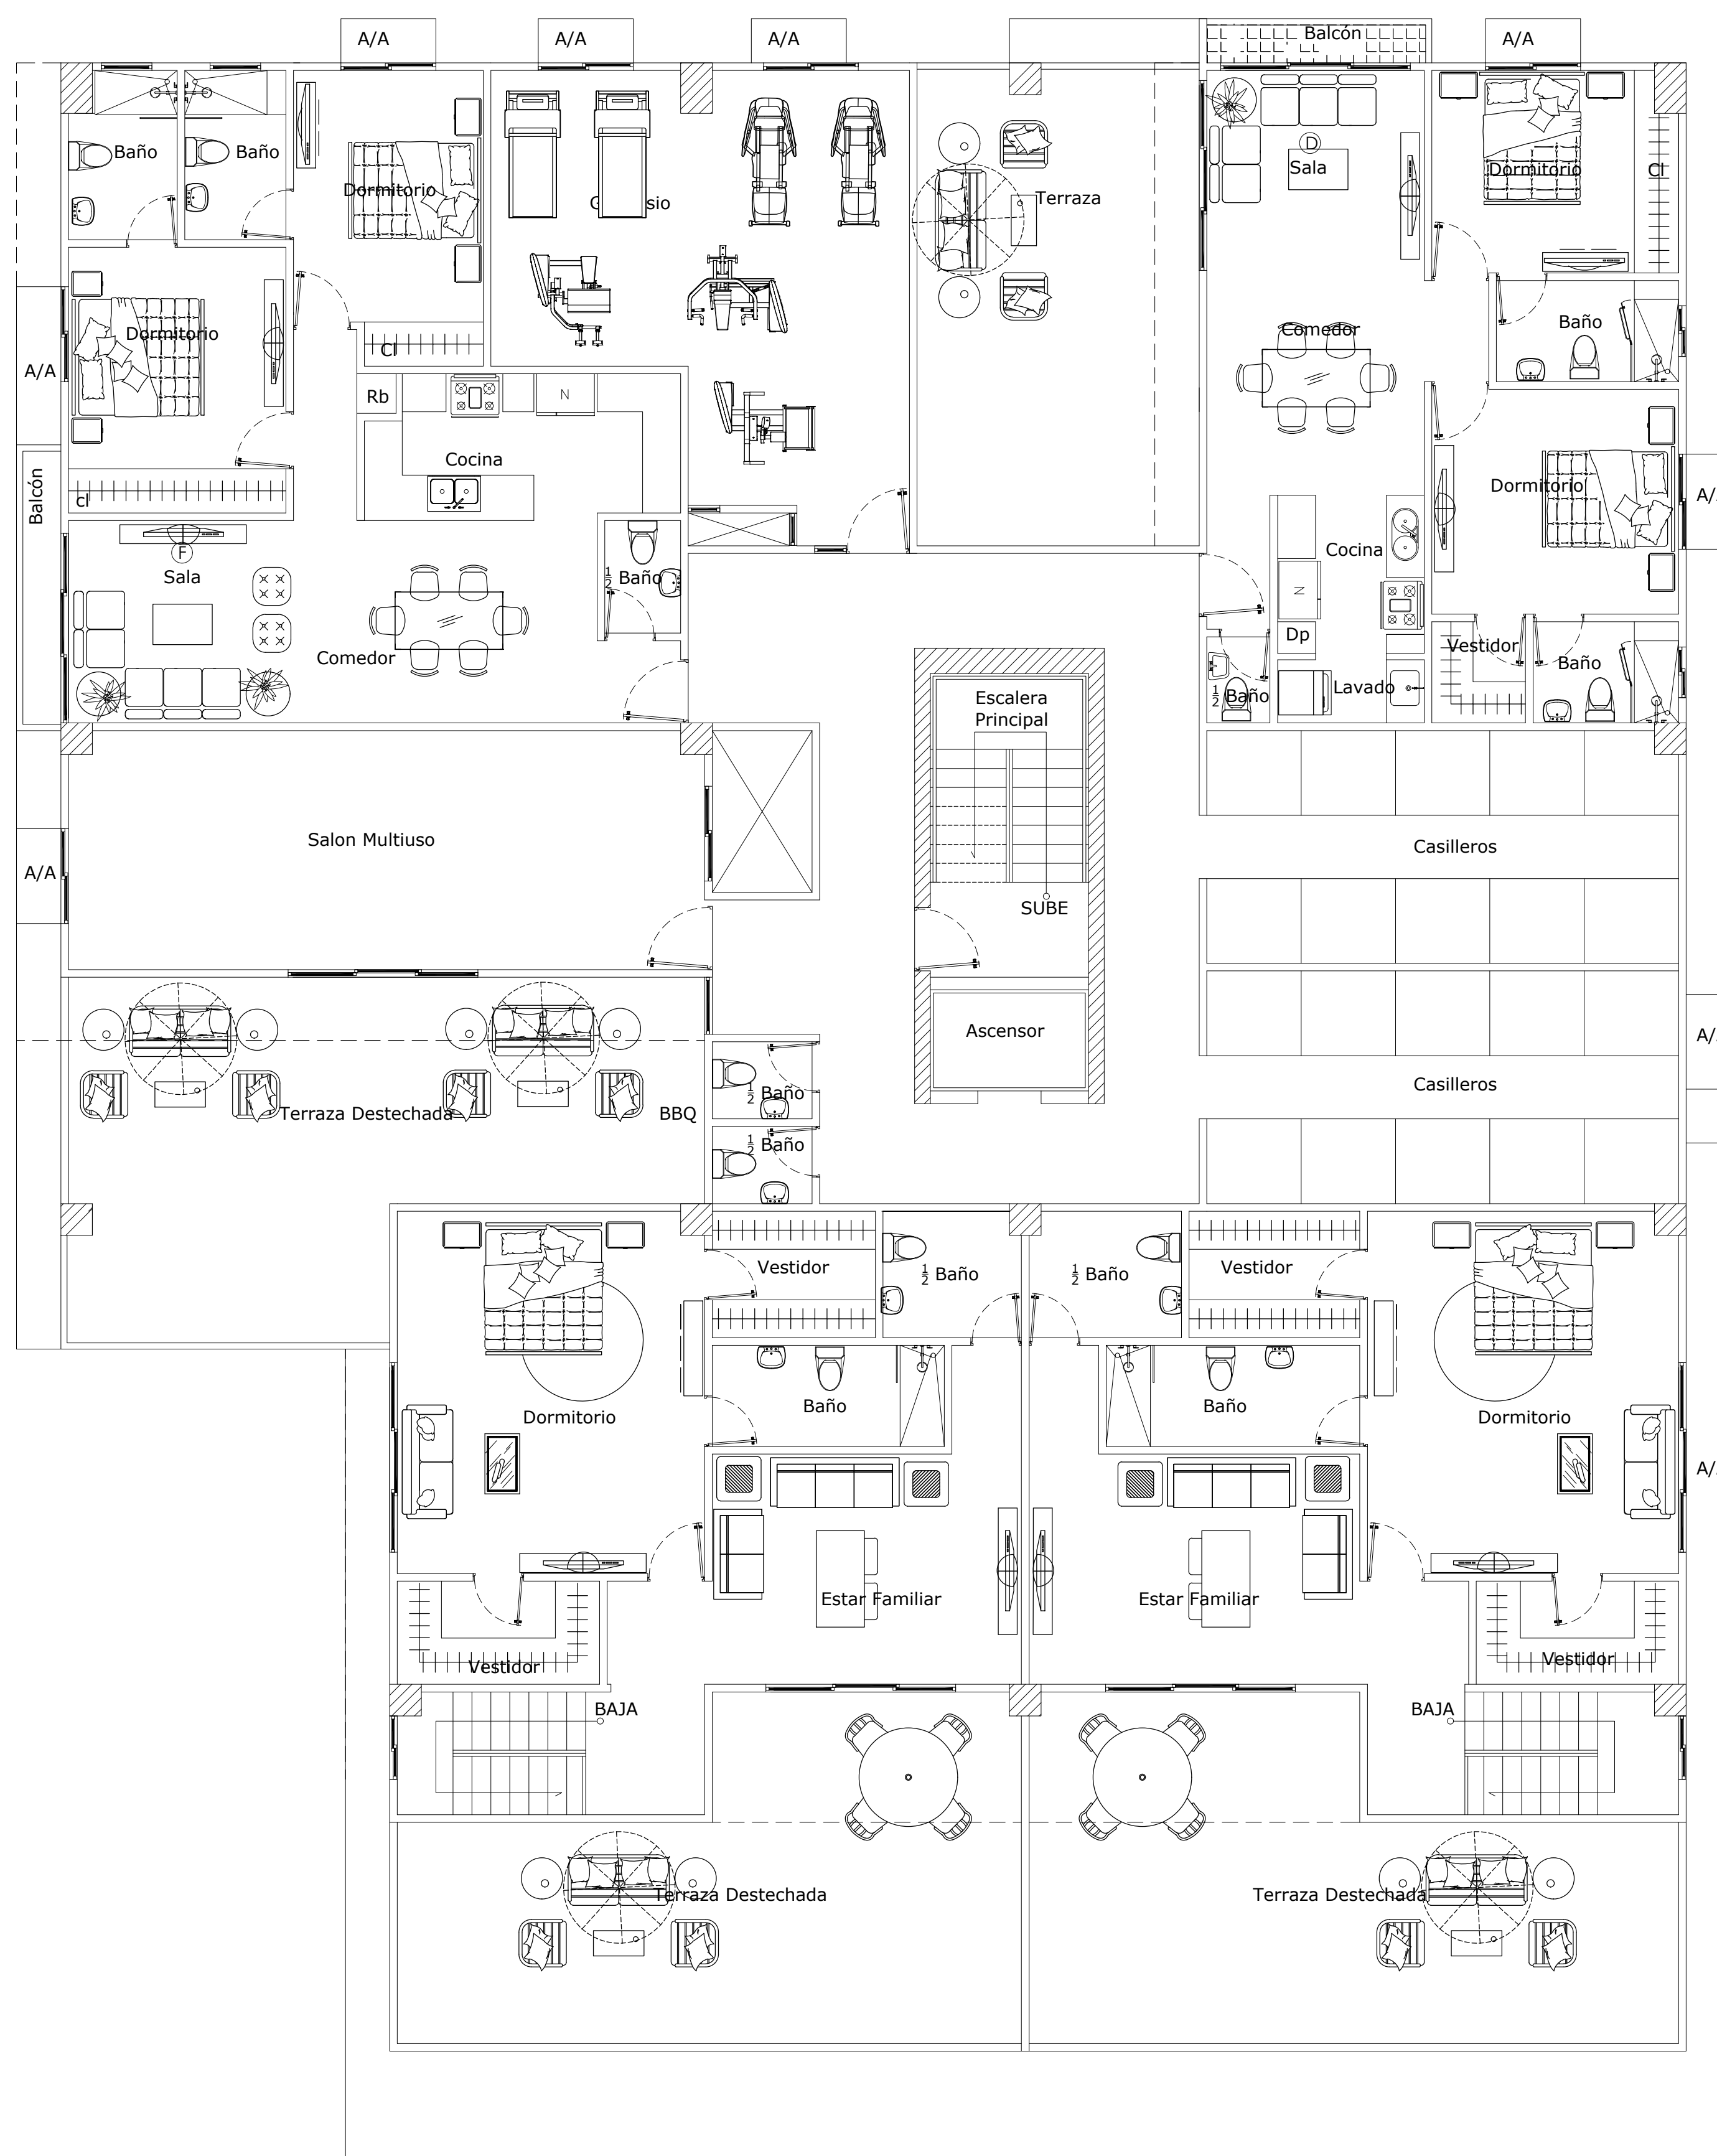 A/A
A/A
A/A
Balcón
A/A
Baño
Baño
Dormitorio
Terraza
D
Sala
Dormitorio
Cl
Dormitorio
Cl
A/A
Rb
N
Comedor
Baño
Cocina
cl
Balcón
Dormitorio
A/
F
Sala
½ Baño
Cocina
N
Dp
Comedor
Vestidor
Baño
½ Baño
Lavado
Escalera
Principal
Salon Multiuso
Casilleros
A/A
SUBE
Ascensor
A/
Casilleros
Terraza Destechada
BBQ
½ Baño
½ Baño
Vestidor
½ Baño
½ Baño
Vestidor
Baño
Baño
Dormitorio
Dormitorio
A/
Estar Familiar
Estar Familiar
Vestidor
Vestidor
BAJA
BAJA
Terraza Destechada
Terraza Destechada